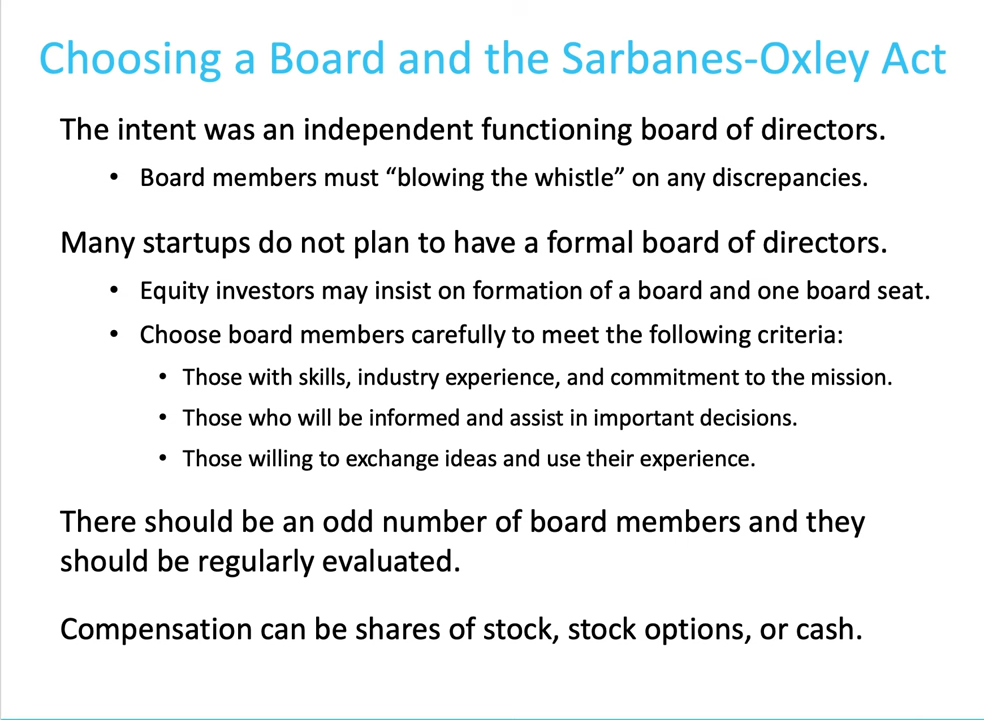 Choosing a Board and the Sarbanes-Oxley Act
The intent was an independent functioning board of directors.
• Board members must “blowing the whistle” on any discrepancies.
Many startups do not plan to have a formal board of directors.
• Equity investors may insist on formation of a board and one board seat.
• Choose board members carefully to meet the following criteria:
• Those with skills, industry experience, and commitment to the mission.
• Those who will be informed and assist in important decisions.
• Those willing to exchange ideas and use their experience.
There should be an odd number of board members and they
should be regularly evaluated.
Compensation can be shares of stock, stock options, or cash.